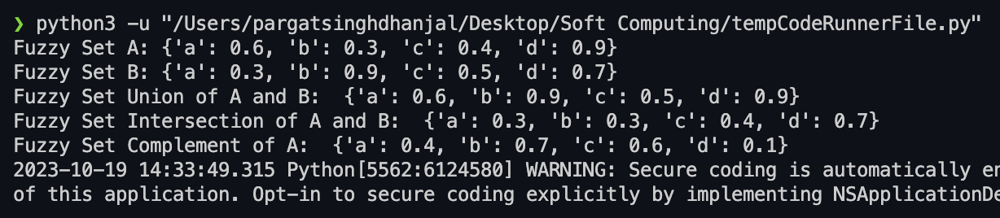 ❯ python3 -u "/Users/pargatsinghdhanjal/Desktop/Soft Computing/tempCodeRunnerFile.py"
Fuzzy Set A: {'a': 0.6, 'b': 0.3, 'c': 0.4, 'd': 0.9}
Fuzzy Set B: {'a': 0.3, 'b': 0.9, 'c': 0.5, 'd': 0.7}
Fuzzy Set Union of A and B:  {'a': 0.6, 'b': 0.9, 'c': 0.5, 'd': 0.9}
Fuzzy Set Intersection of A and B:  {'a': 0.3, 'b': 0.3, 'c': 0.4, 'd': 0.7}
Fuzzy Set Complement of A:  {'a': 0.4, 'b': 0.7, 'c': 0.6, 'd': 0.1}
2023-10-19 14:33:49.315 Python[5562:6124580] WARNING: Secure coding is automatically en
of this application. Opt-in to secure coding explicitly by implementing NSApplicationDe